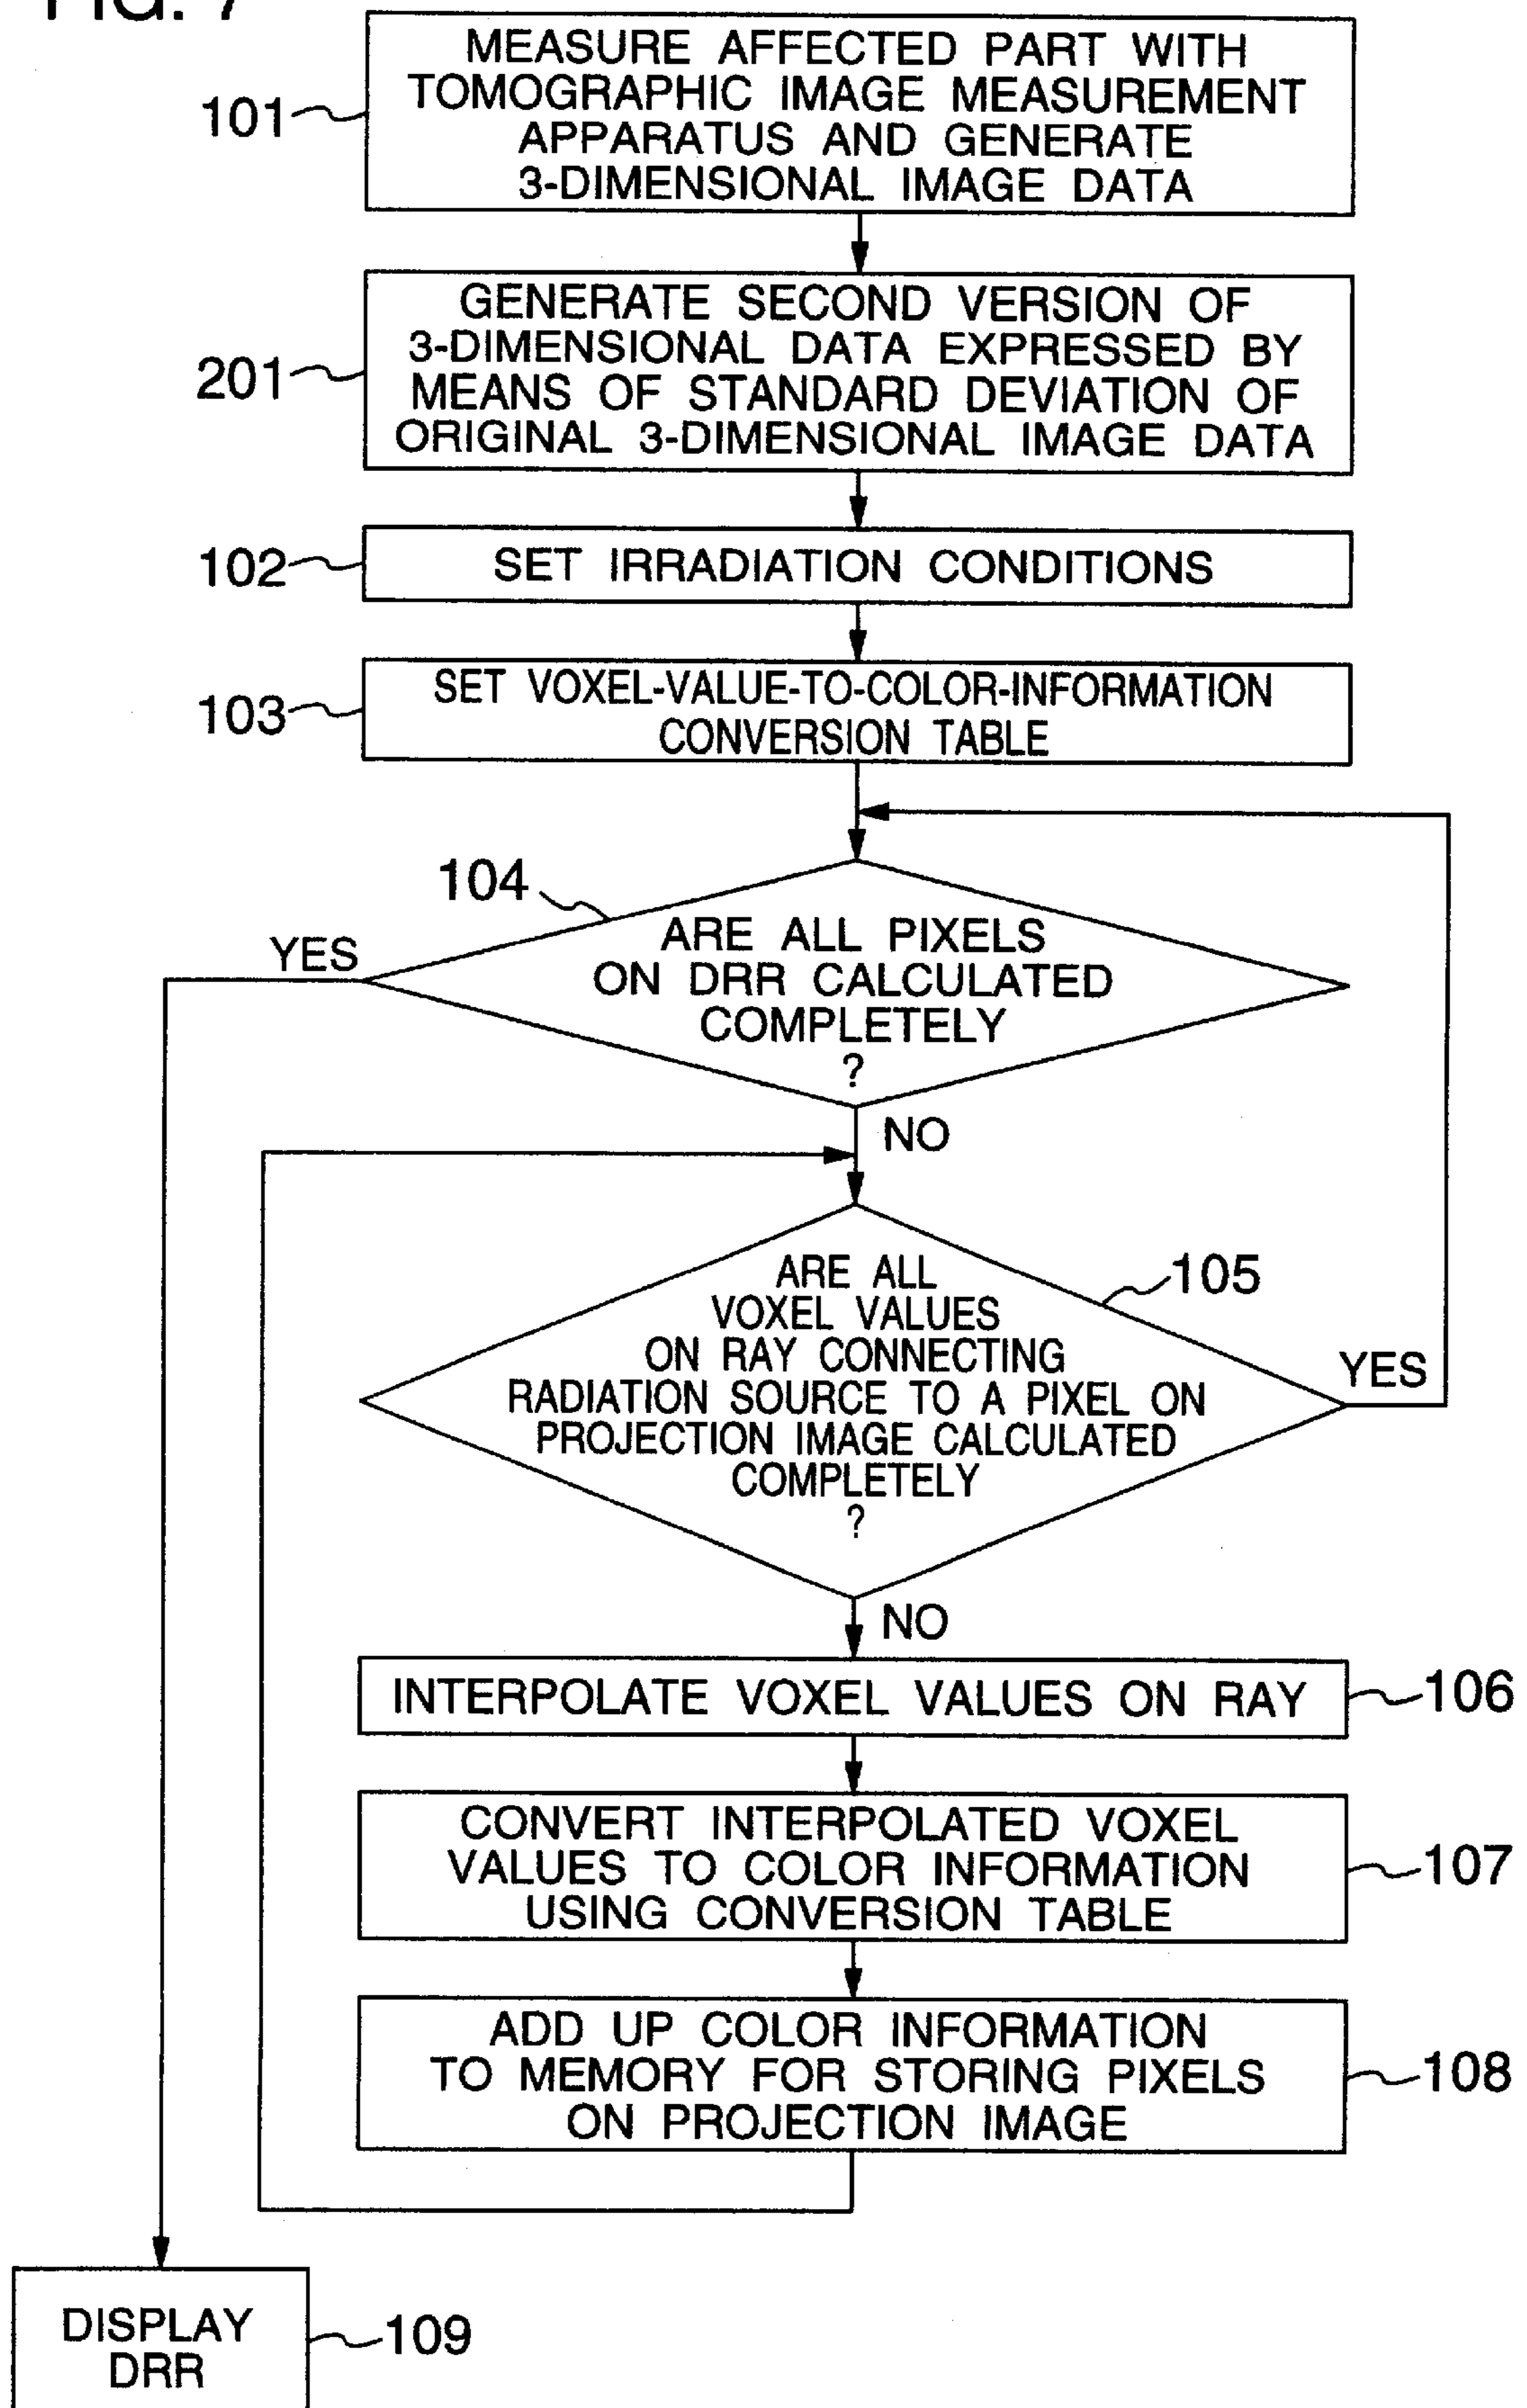 FIG. 7
MEASURE AFFECTED PART WITH
TOMOGRAPHIC IMAGE MEASUREMENT
APPARATUS AND GENERATE
3-DIMENSIONAL IMAGE DATA
101
GENERATE SECOND VERSION OF
3-DIMENSIONAL DATA EXPRESSED BY
MEANS OF STANDARD DEVIATION OF
ORIGINAL 3-DIMENSIONAL IMAGE DATA
201
SET IRRADIATION CONDITIONS
102
SET VOXEL-VALUE-TO-COLOR-INFORMATION
CONVERSION TABLE
103
104
YES
ARE ALL PIXELS
ON DRR CALCULATED
COMPLETELY
?
NO
ARE ALL
VOXEL VALUES
ON RAY CONNECTING
RADIATION SOURCE TO A PIXEL ON
PROJECTION IMAGE CALCULATED
COMPLETELY
?
105
YES
NO
INTERPOLATE VOXEL VALUES ON RAY
106
CONVERT INTERPOLATED VOXEL
VALUES TO COLOR INFORMATION
USING CONVERSION TABLE
107
ADD UP COLOR INFORMATION
TO MEMORY FOR STORING PIXELS
ON PROJECTION IMAGE
108
DISPLAY
DRR
109